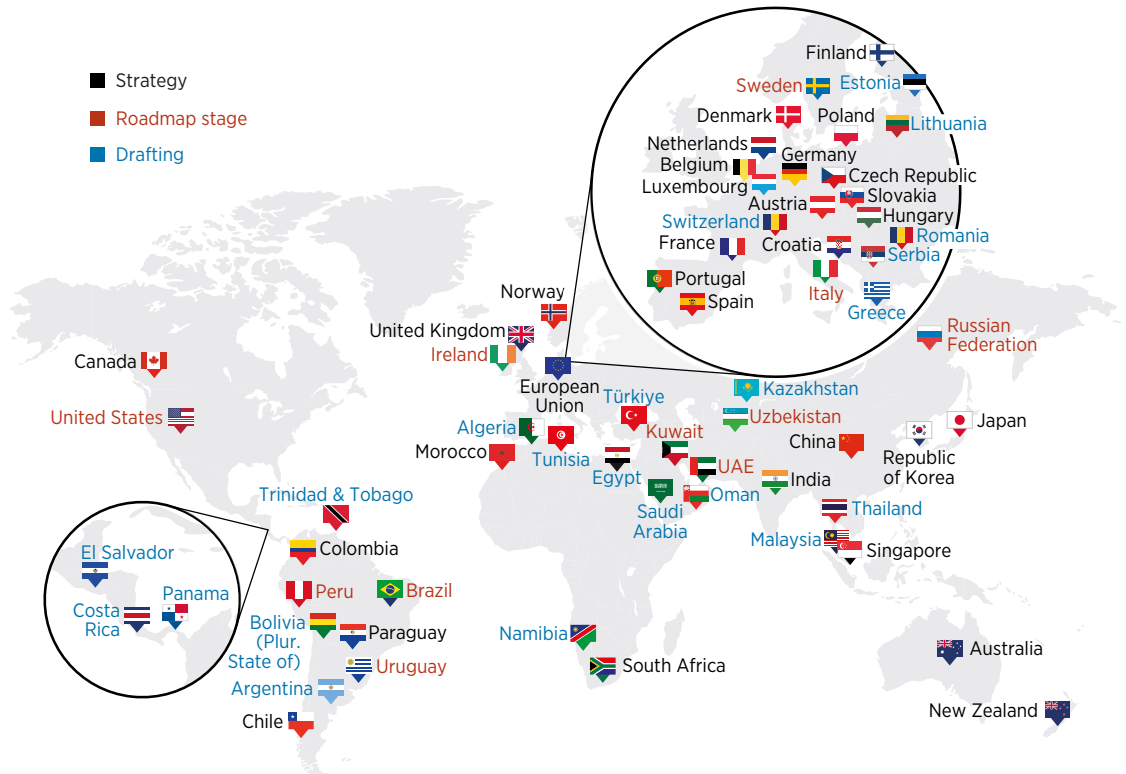 Strategy
Roadmap stage
Drafting
Finland
Sweden
Estonia
Denmark
Poland
Lithuania
Netherlands
Germany
Belgium
Czech Republic
Luxembourg
Slovakia
Austria
Hungary
Switzerland
Romania
France
Croatia
Serbia
Portugal
Italy
Spain
Greece
Norway
United Kingdom
Ireland
European
Union
Russian
Federation
Canada
United States
Türkiye
Kazakhstan
Uzbekistan
Algeria
Kuwait
China
Japan
Morocco
Tunisia
Egypt
UAE
India
Republic
of Korea
Saudi
Arabia
Oman
Thailand
Malaysia
Singapore
Trinidad & Tobago
Colombia
El Salvador
Panama
Costa
Rica
Peru
Brazil
Bolivia
(Plur.
State of)
Paraguay
Uruguay
Argentina
Chile
Namibia
South Africa
Australia
New Zealand